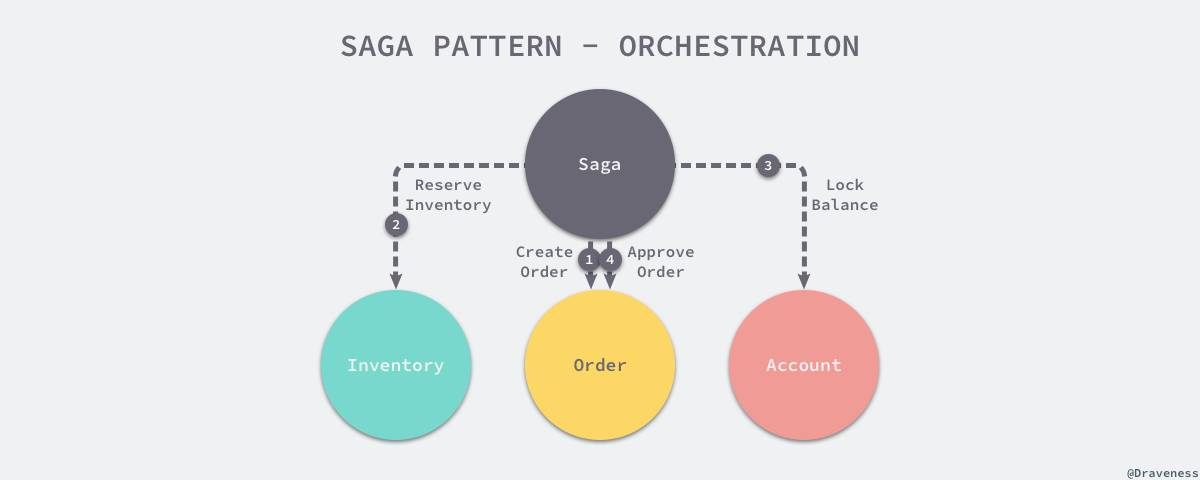 SAGA PATTERN - ORCHESTRATION
Saga
3
Reserve
Inventory
Lock
Balance
2
Create
Order
1
4
Approve
Order
Inventory
Order
Account
@Draveness